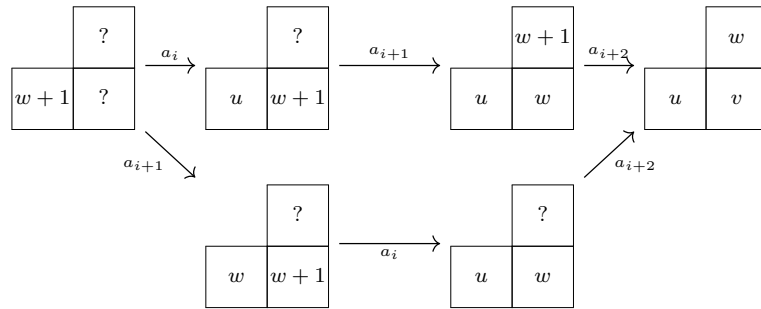 ? ? w + 1 w
a_i a_{i+1} a_{i+2}
w + 1 ? u w + 1 u w u v
a_{i+1} a_{i+2}
? ?
a_i
w w + 1 u w